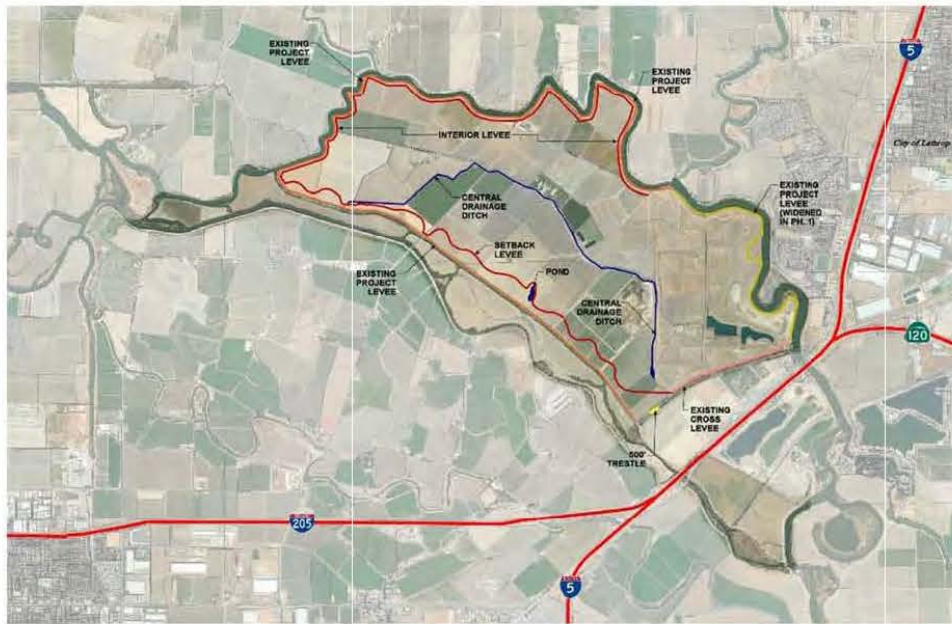 EXISTING
PROJECT
LEVEE
EXISTING
PROJECT
LEVEE
5
INTERIOR LEVEE
City of Lathrop
CENTRAL
DRAINAGE
DITCH
EXISTING
PROJECT
LEVEE
(WIDENED
IN PH. 1)
SETBACK
LEVEE
EXISTING
PROJECT
LEVEE
POND
CENTRAL
DRAINAGE
DITCH
120
EXISTING
CROSS
LEVEE
500'
TRESTLE
205
5